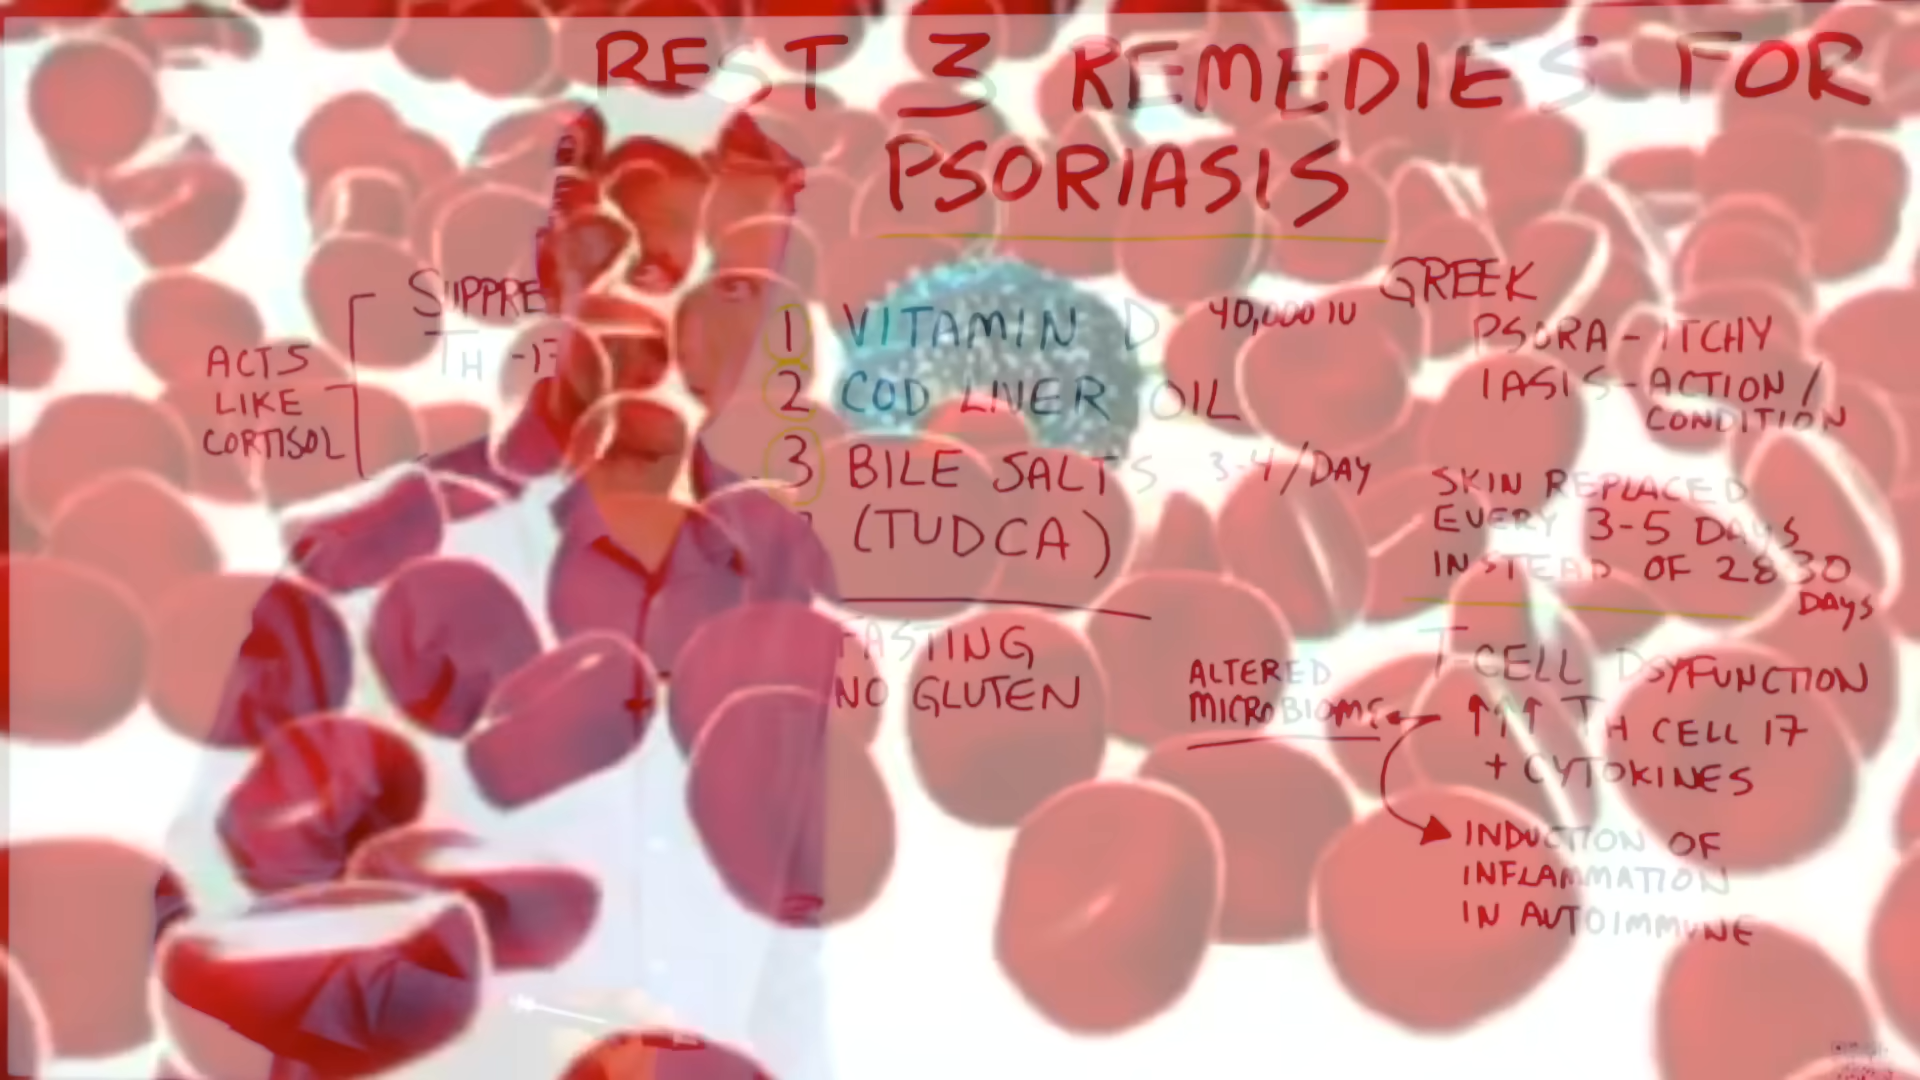 BEST 3 REMEDIES FOR
PSORIASIS
ACTS
LIKE
CORTISOL
SUPPRE
TH-17
1 VITAMIN D 40,000 IU
2 COD LIVER OIL
3 BILE SALTS 3-4/DAY
(TUDCA)
FASTING
NO GLUTEN
GREEK
PSORA - ITCHY
IASIS - ACTION /
CONDITION
SKIN REPLACED
EVERY 3-5 DAYS
INSTEAD OF 28-30
DAYS
T-CELL DSYFUNCTION
↑↑↑ TH CELL 17
+ CYTOKINES
ALTERED
MICROBIOME
INDUCTION OF
INFLAMMATION
IN AUTOIMMUNE